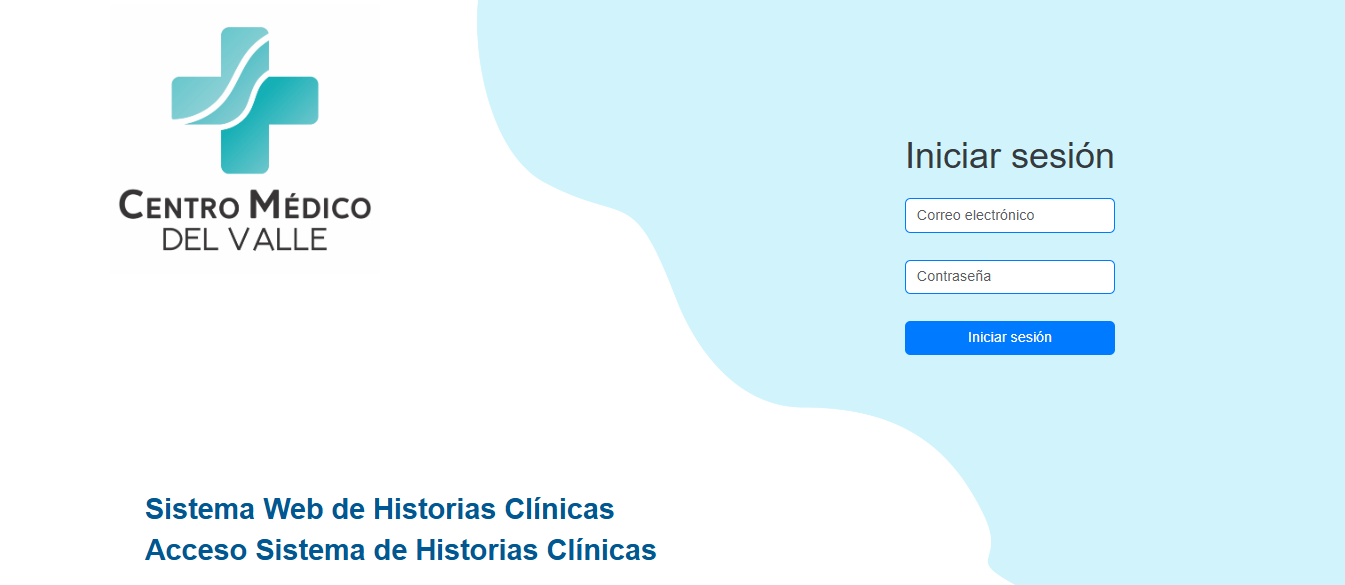 CENTRO MÉDICO
DEL VALLE
Iniciar sesión
Correo electrónico
Contraseña
Iniciar sesión
Sistema Web de Historias Clínicas
Acceso Sistema de Historias Clínicas